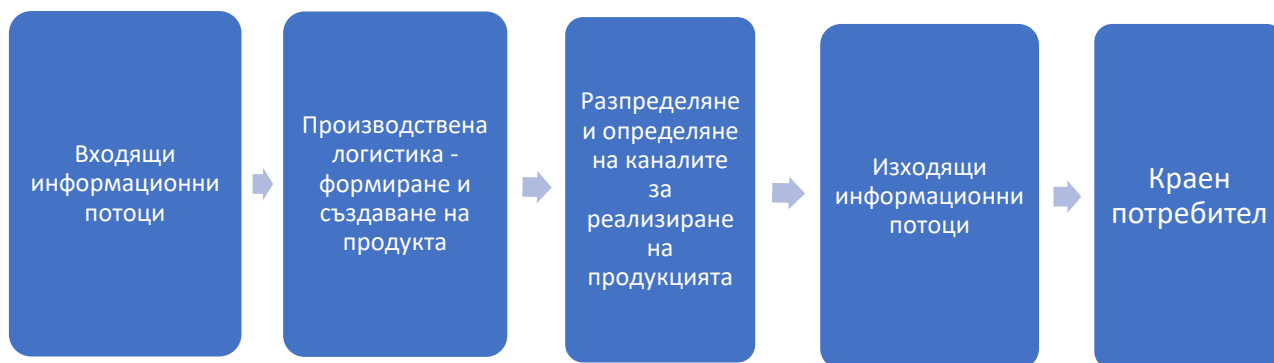 Входящи
информационни
потоци
Производствена
логистика -
формиране и
създаване на
продукта
Разпределяне
и определяне
на каналите
за
реализиране
на
продукцията
Изходящи
информационни
потоци
Краен
потребител